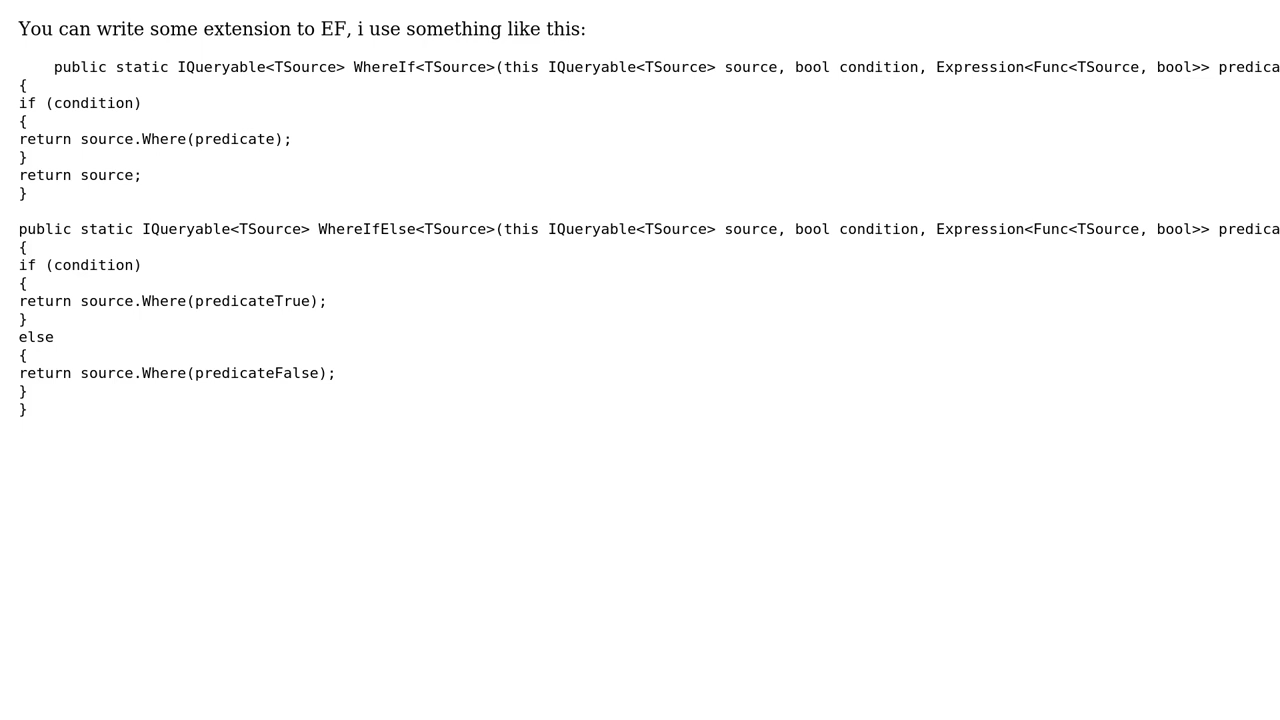 You can write some extension to EF, i use something like this:
public static IQueryable<TSource> WhereIf<TSource>(this IQueryable<TSource> source, bool condition, Expression<Func<TSource, bool>> predica
{
if (condition)
{
return source.Where(predicate);
}
return source;
}

public static IQueryable<TSource> WhereIfElse<TSource>(this IQueryable<TSource> source, bool condition, Expression<Func<TSource, bool>> predica
{
if (condition)
{
return source.Where(predicateTrue);
}
else
{
return source.Where(predicateFalse);
}
}